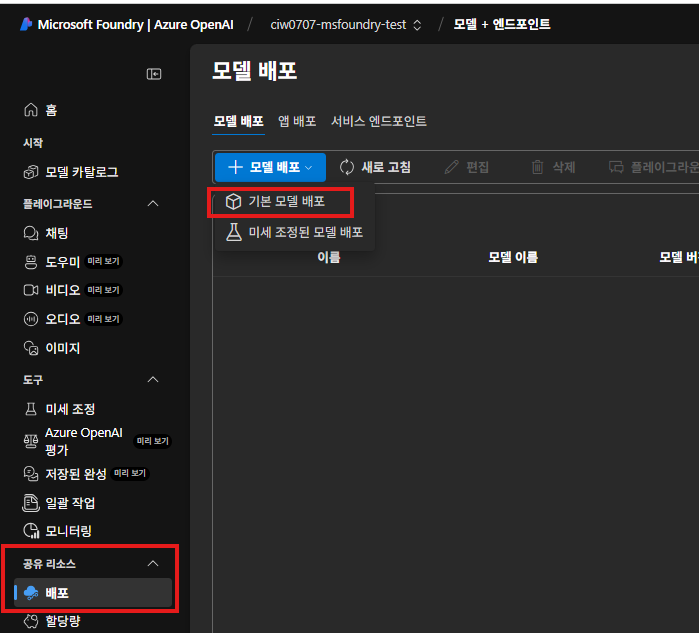 Microsoft Foundry | Azure OpenAI / ciw0707-msfoundry-test / 모델 + 엔드포인트
모델 배포
홈
시작
모델 카탈로그
플레이그라운드
채팅
도우미 미리 보기
비디오 미리 보기
오디오 미리 보기
이미지
도구
미세 조정
Azure OpenAI
평가 미리 보기
저장된 완성 미리 보기
일괄 작업
모니터링
공유 리소스
배포
할당량
모델 배포 앱 배포 서비스 엔드포인트
+ 모델 배포 새로 고침 편집 삭제 플레이그라운
기본 모델 배포
미세 조정된 모델 배포
이름 모델 이름 모델 버